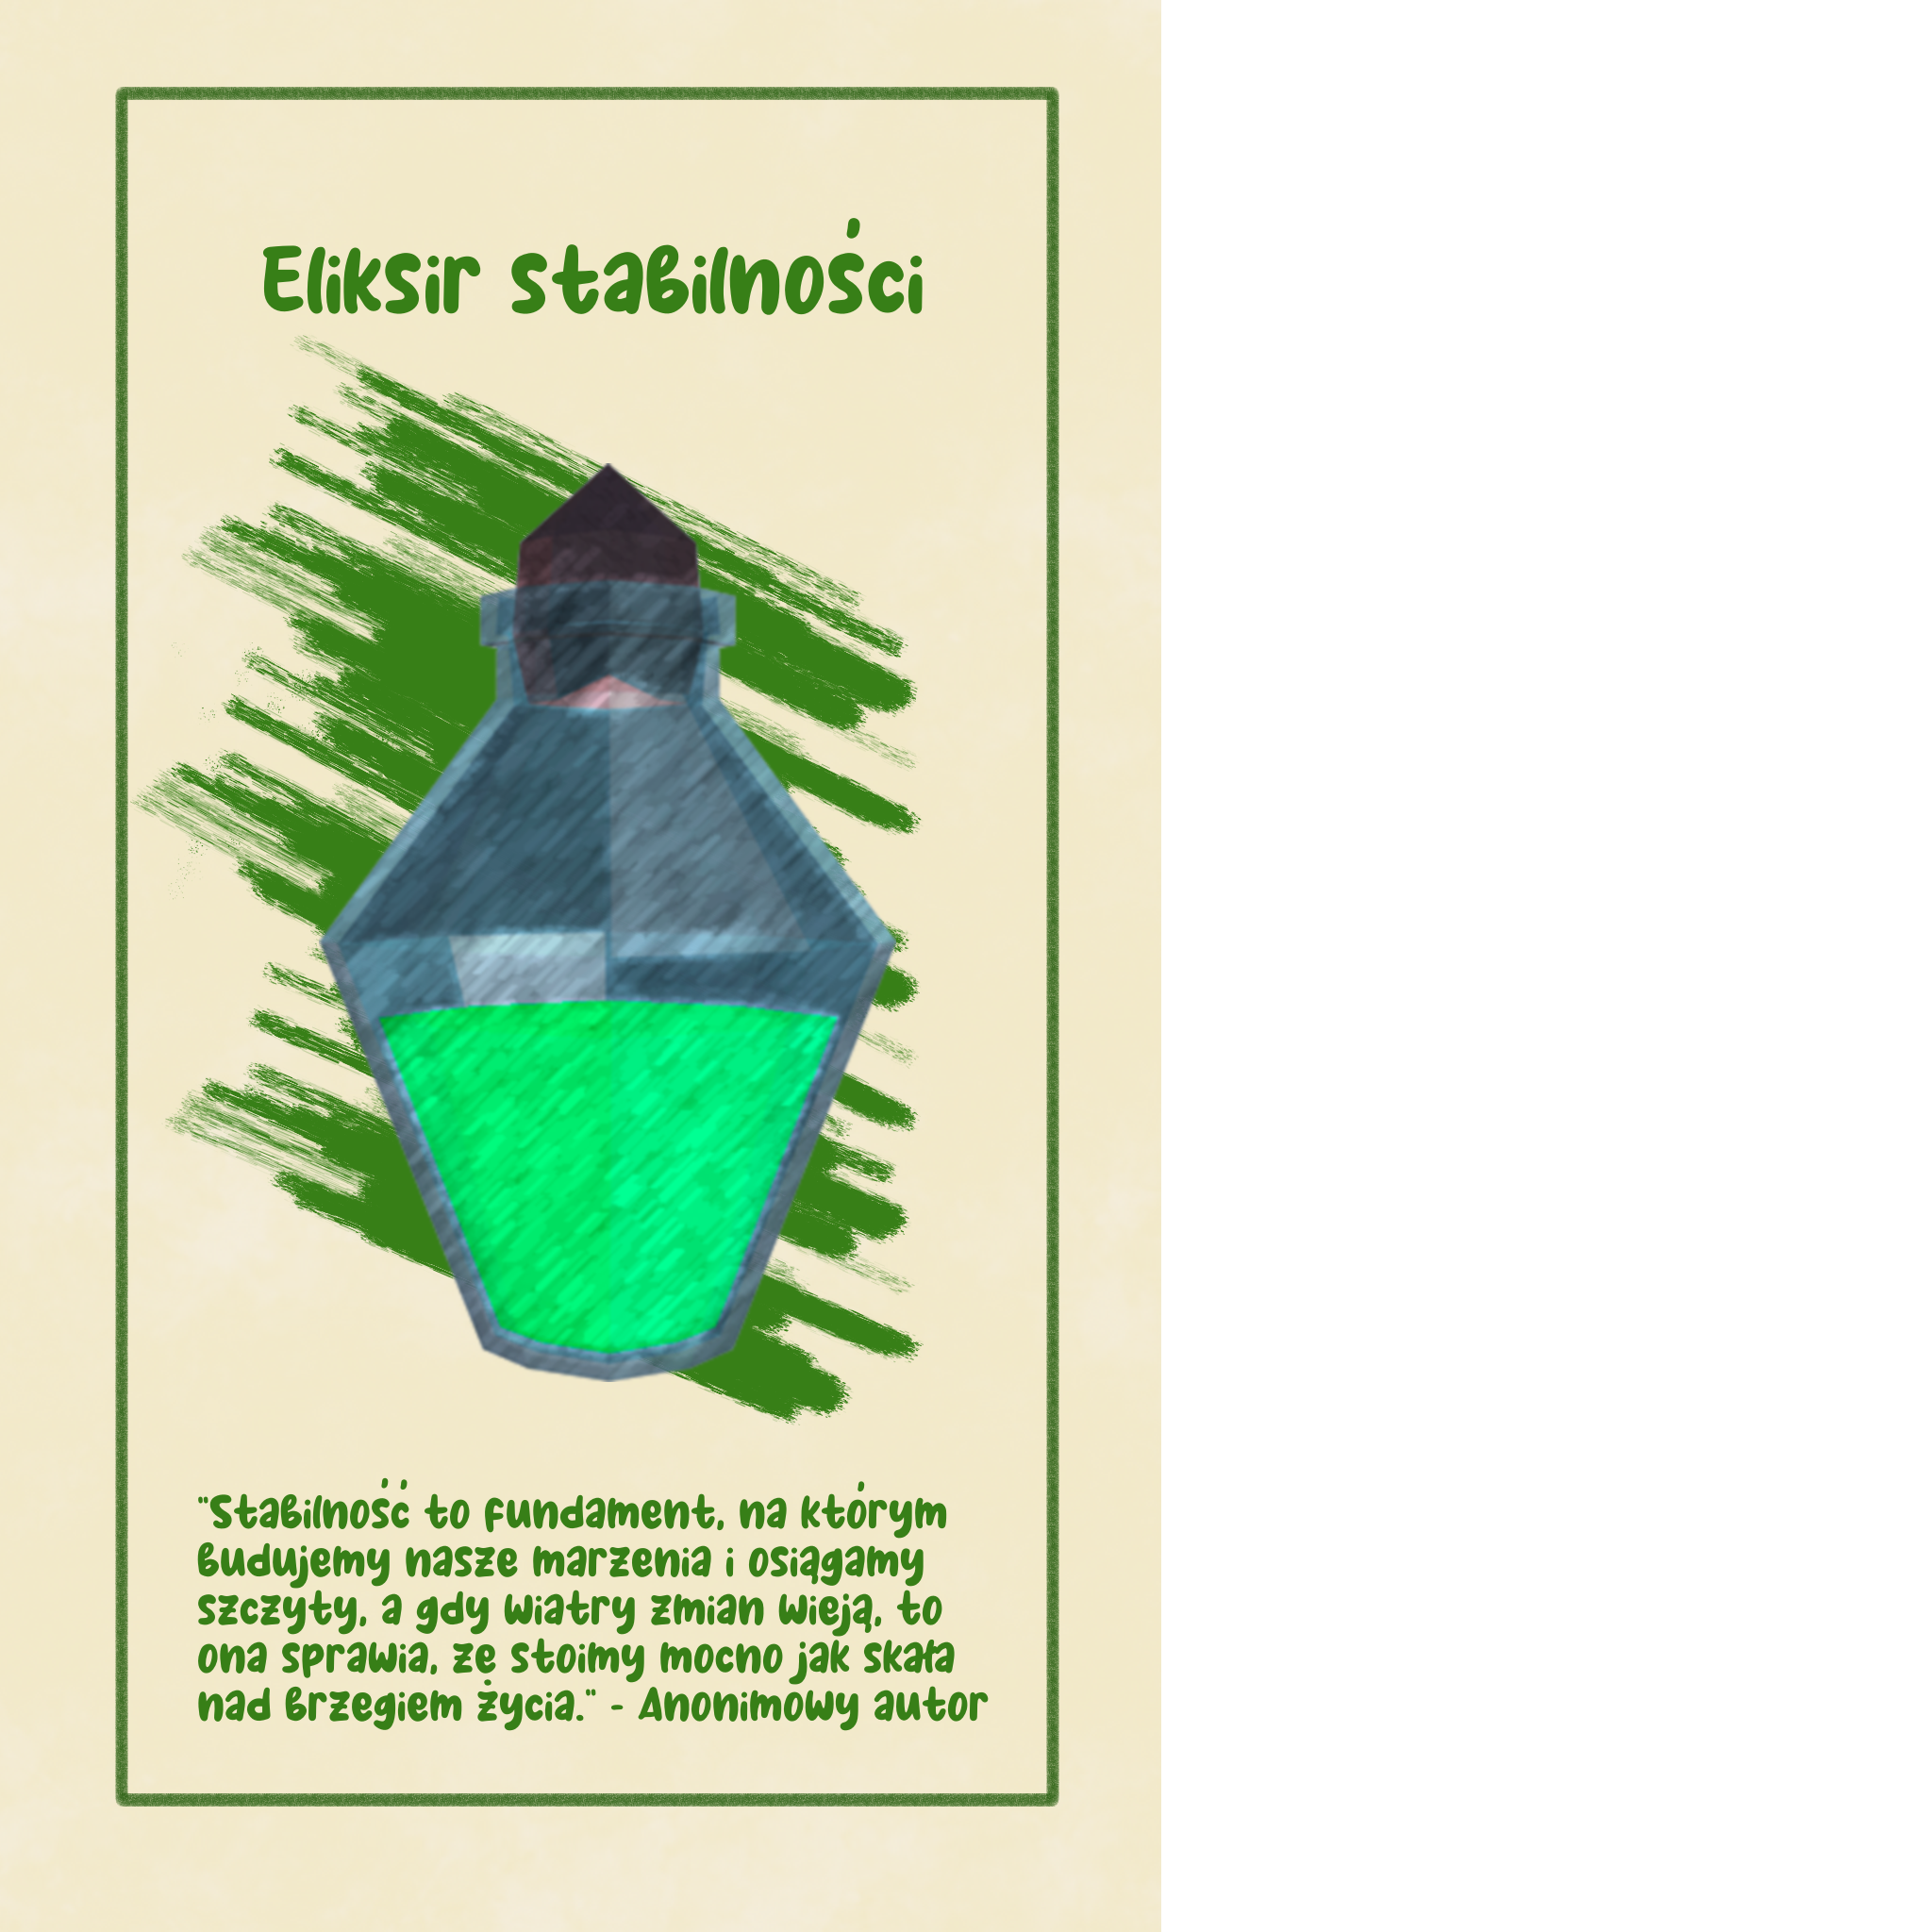 Eliksir stabilności
"Stabilność to fundament, na którym
budujemy nasze marzenia i osiągamy
szczyty, a gdy wiatry zmian wieją, to
ona sprawia, że stoimy mocno jak skała
nad brzegiem życia." - Anonimowy autor